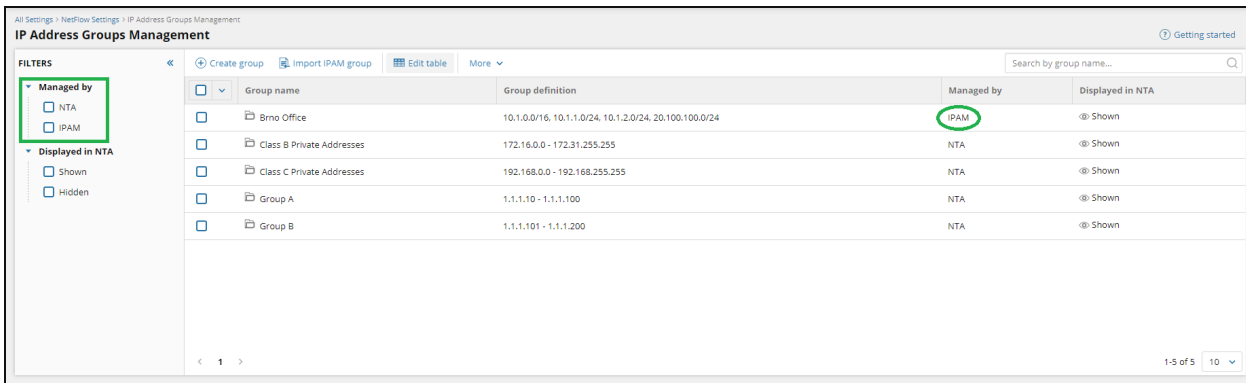 All Settings > NetFlow Settings > IP Address Groups Management
IP Address Groups Management
Getting started
FILTERS
Managed by
NTA
IPAM
Displayed in NTA
Shown
Hidden
Create group Import IPAM group Edit table More
Search by group name...
Group name Group definition Managed by Displayed in NTA
Brno Office 10.1.0.0/16, 10.1.1.0/24, 10.1.2.0/24, 20.100.100.0/24 IPAM Shown
Class B Private Addresses 172.16.0.0 - 172.31.255.255 NTA Shown
Class C Private Addresses 192.168.0.0 - 192.168.255.255 NTA Shown
Group A 1.1.1.10 - 1.1.1.100 NTA Shown
Group B 1.1.1.101 - 1.1.1.200 NTA Shown
< 1 > 1-5 of 5 10